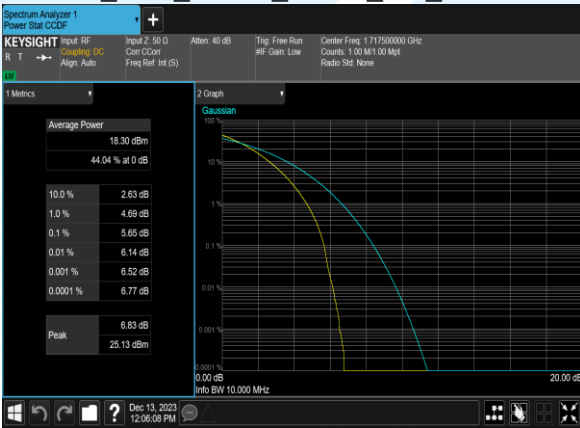 Spectrum Analyzer 1
Power Stat CCDF
KEYSIGHT
R T
Input: RF
Coupling: DC
Align: Auto
Input Z: 50 Ω
Corr CCorr
Freq Ref: Int (S)
Atten: 40 dB
Trig: Free Run
#IF Gain: Low
Center Freq: 1.717500000 GHz
Counts: 1.00 M/1.00 Mpt
Radio Std: None
1 Metrics
Average Power
18.30 dBm
44.04 % at 0 dB
10.0 % 2.63 dB
1.0 % 4.69 dB
0.1 % 5.65 dB
0.01 % 6.14 dB
0.001 % 6.52 dB
0.0001 % 6.77 dB
Peak
6.83 dB
25.13 dBm
2 Graph
Gaussian
100 %
10 %
1 %
0.1 %
0.01 %
0.001 %
0.0001 %
0.00 dB
20.00 dB
Info BW 10.000 MHz
?
Dec 13, 2023
12:06:08 PM